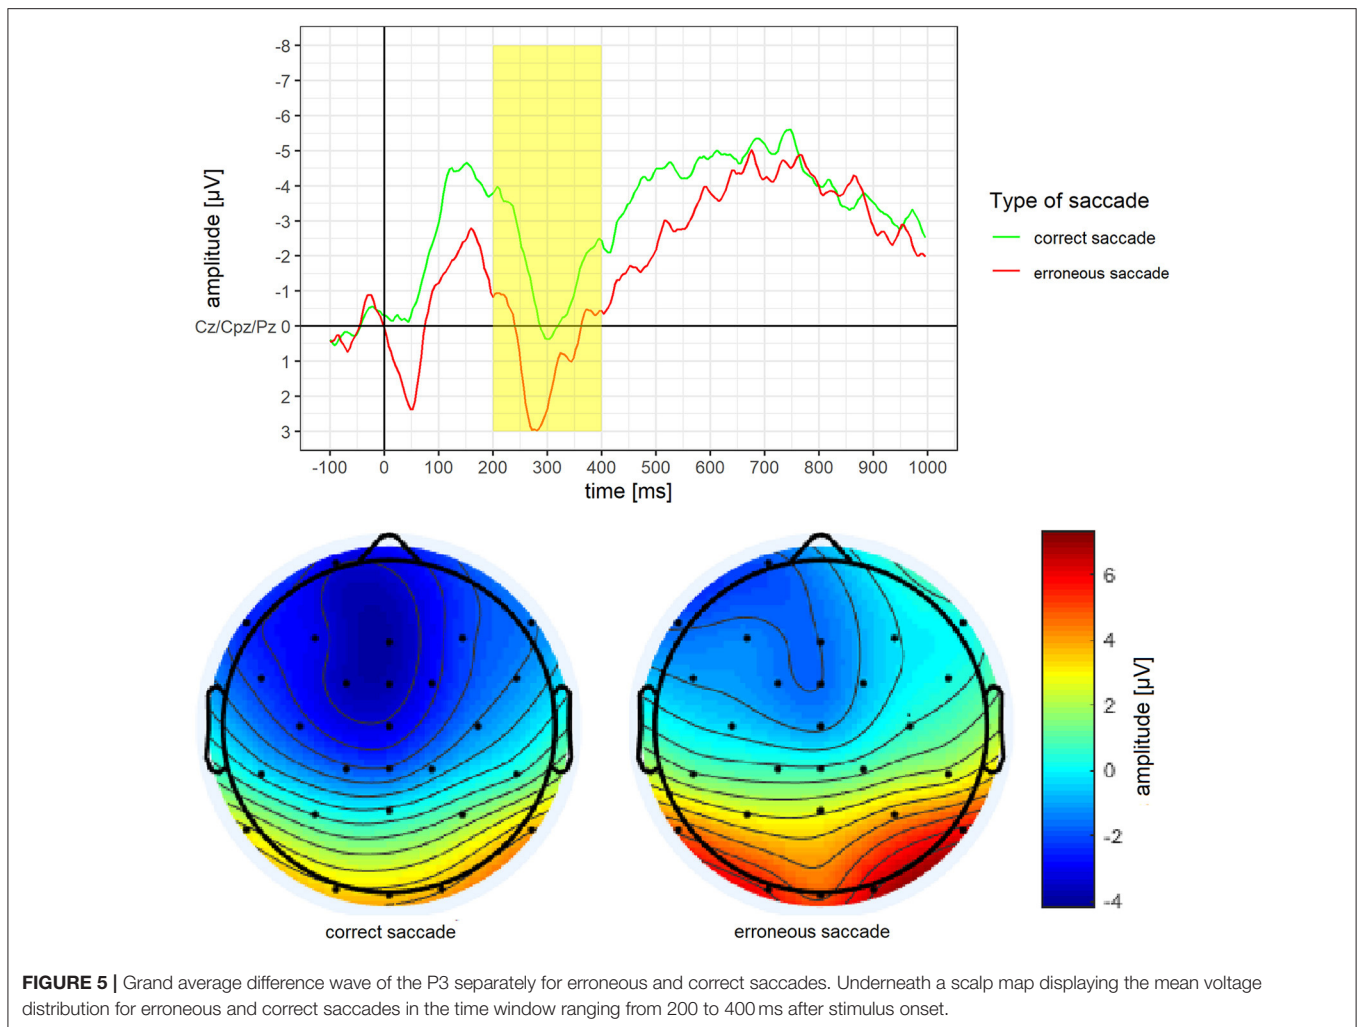 -8
-7
-6
-5
-4
-3
-2
-1
Cz/Cpz/Pz 0
1
2
3
amplitude [µV]
-100 0 100 200 300 400 500 600 700 800 900 1000
time [ms]
Type of saccade
correct saccade
erroneous saccade
6
4
2
0
-2
-4
amplitude [µV]
correct saccade
erroneous saccade
FIGURE 5 | Grand average difference wave of the P3 separately for erroneous and correct saccades. Underneath a scalp map displaying the mean voltage
distribution for erroneous and correct saccades in the time window ranging from 200 to 400 ms after stimulus onset.